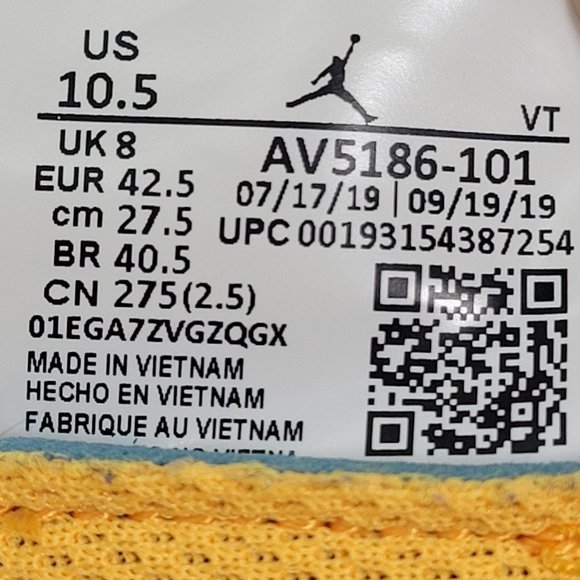 US
10.5
VT
UK 8
EUR 42.5
cm 27.5
BR 40.5
CN 275(2.5)
AV5186-101
07/17/19 | 09/19/19
UPC 00193154387254
01EGA7ZVGZQGX
MADE IN VIETNAM
HECHO EN VIETNAM
FABRIQUE AU VIETNAM